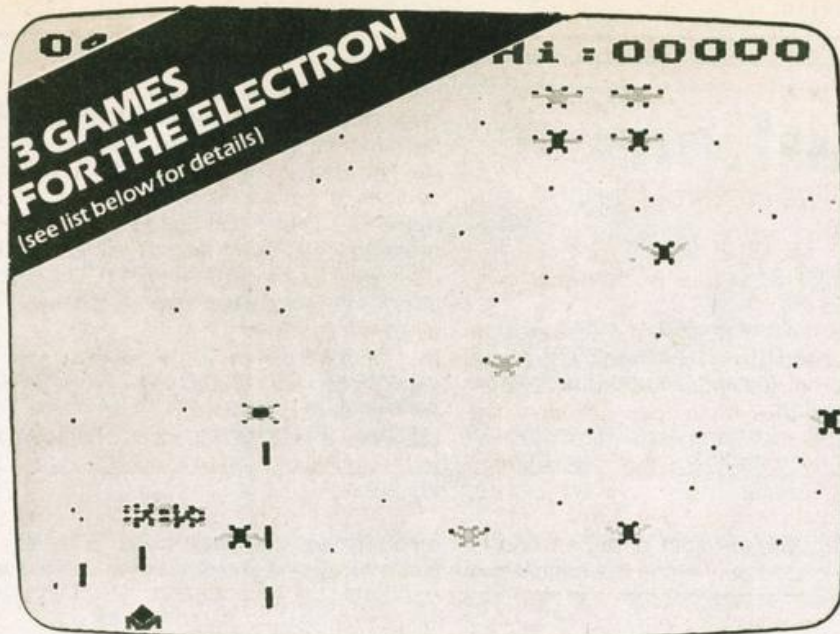 Hi:00000
3 GAMES
FOR THE ELECTRON
(see list below for details)